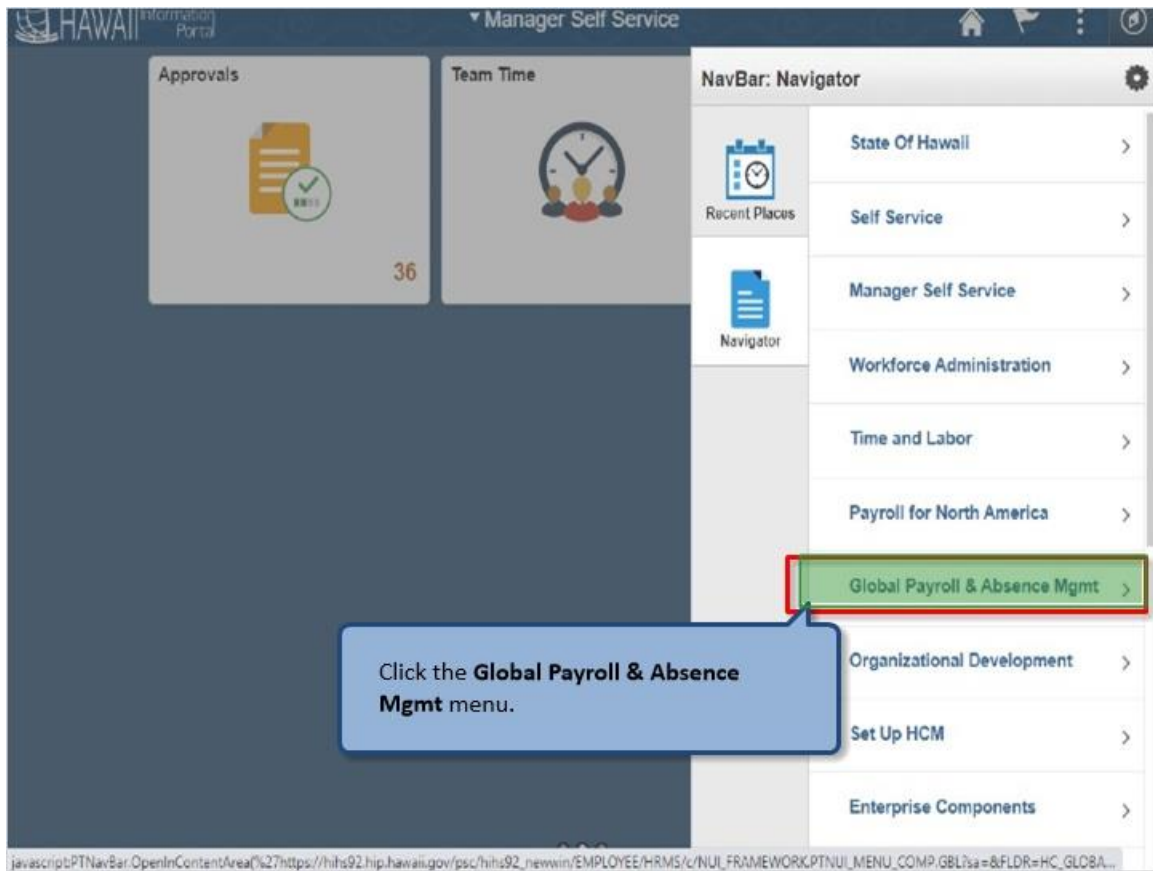 HAWAII Information
Portal
▾ Manager Self Service
Approvals
36
Team Time
NavBar: Navigator
Recent Places
Navigator
State Of Hawaii
Self Service
Manager Self Service
Workforce Administration
Time and Labor
Payroll for North America
Global Payroll & Absence Mgmt
Organizational Development
Set Up HCM
Enterprise Components
Click the Global Payroll & Absence
Mgmt menu.
javascript:PTNavBar.OpenInContentArea(%27https://hihs92.hip.hawaii.gov/psc/hihs92_newwin/EMPLOYEE/HRMS/c/NUI_FRAMEWORK.PTNUI_MENU_COMP.GBL?sa=&FLDR=HC_GLOBA...